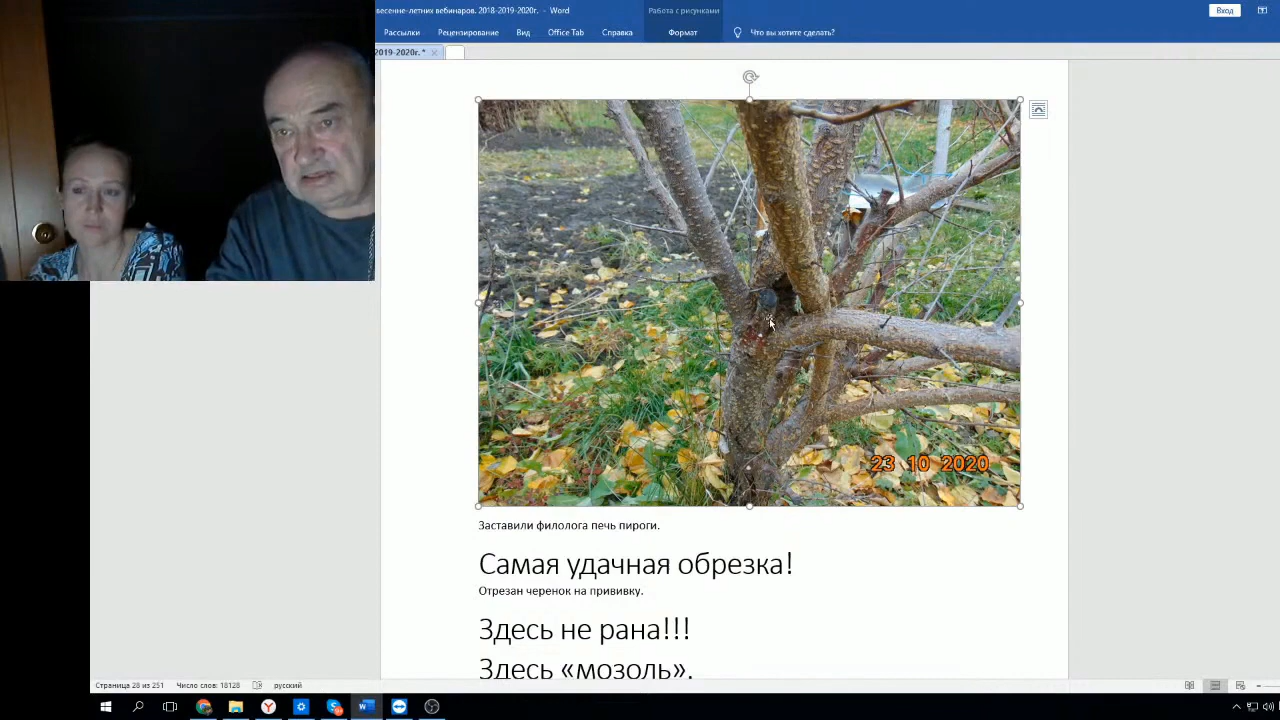 весенне-летних вебинаров. 2018-2019-2020г. - Word
Работа с рисунками
Вход
Рассылки Рецензирование Вид Office Tab Справка Формат Что вы хотите сделать?
2019-2020г. *
23 10 2020
Заставили филолога печь пироги.
Самая удачная обрезка!
Отрезан черенок на прививку.
Здесь не рана!!!
Здесь «мозоль».
Страница 28 из 251 Число слов: 18128 русский